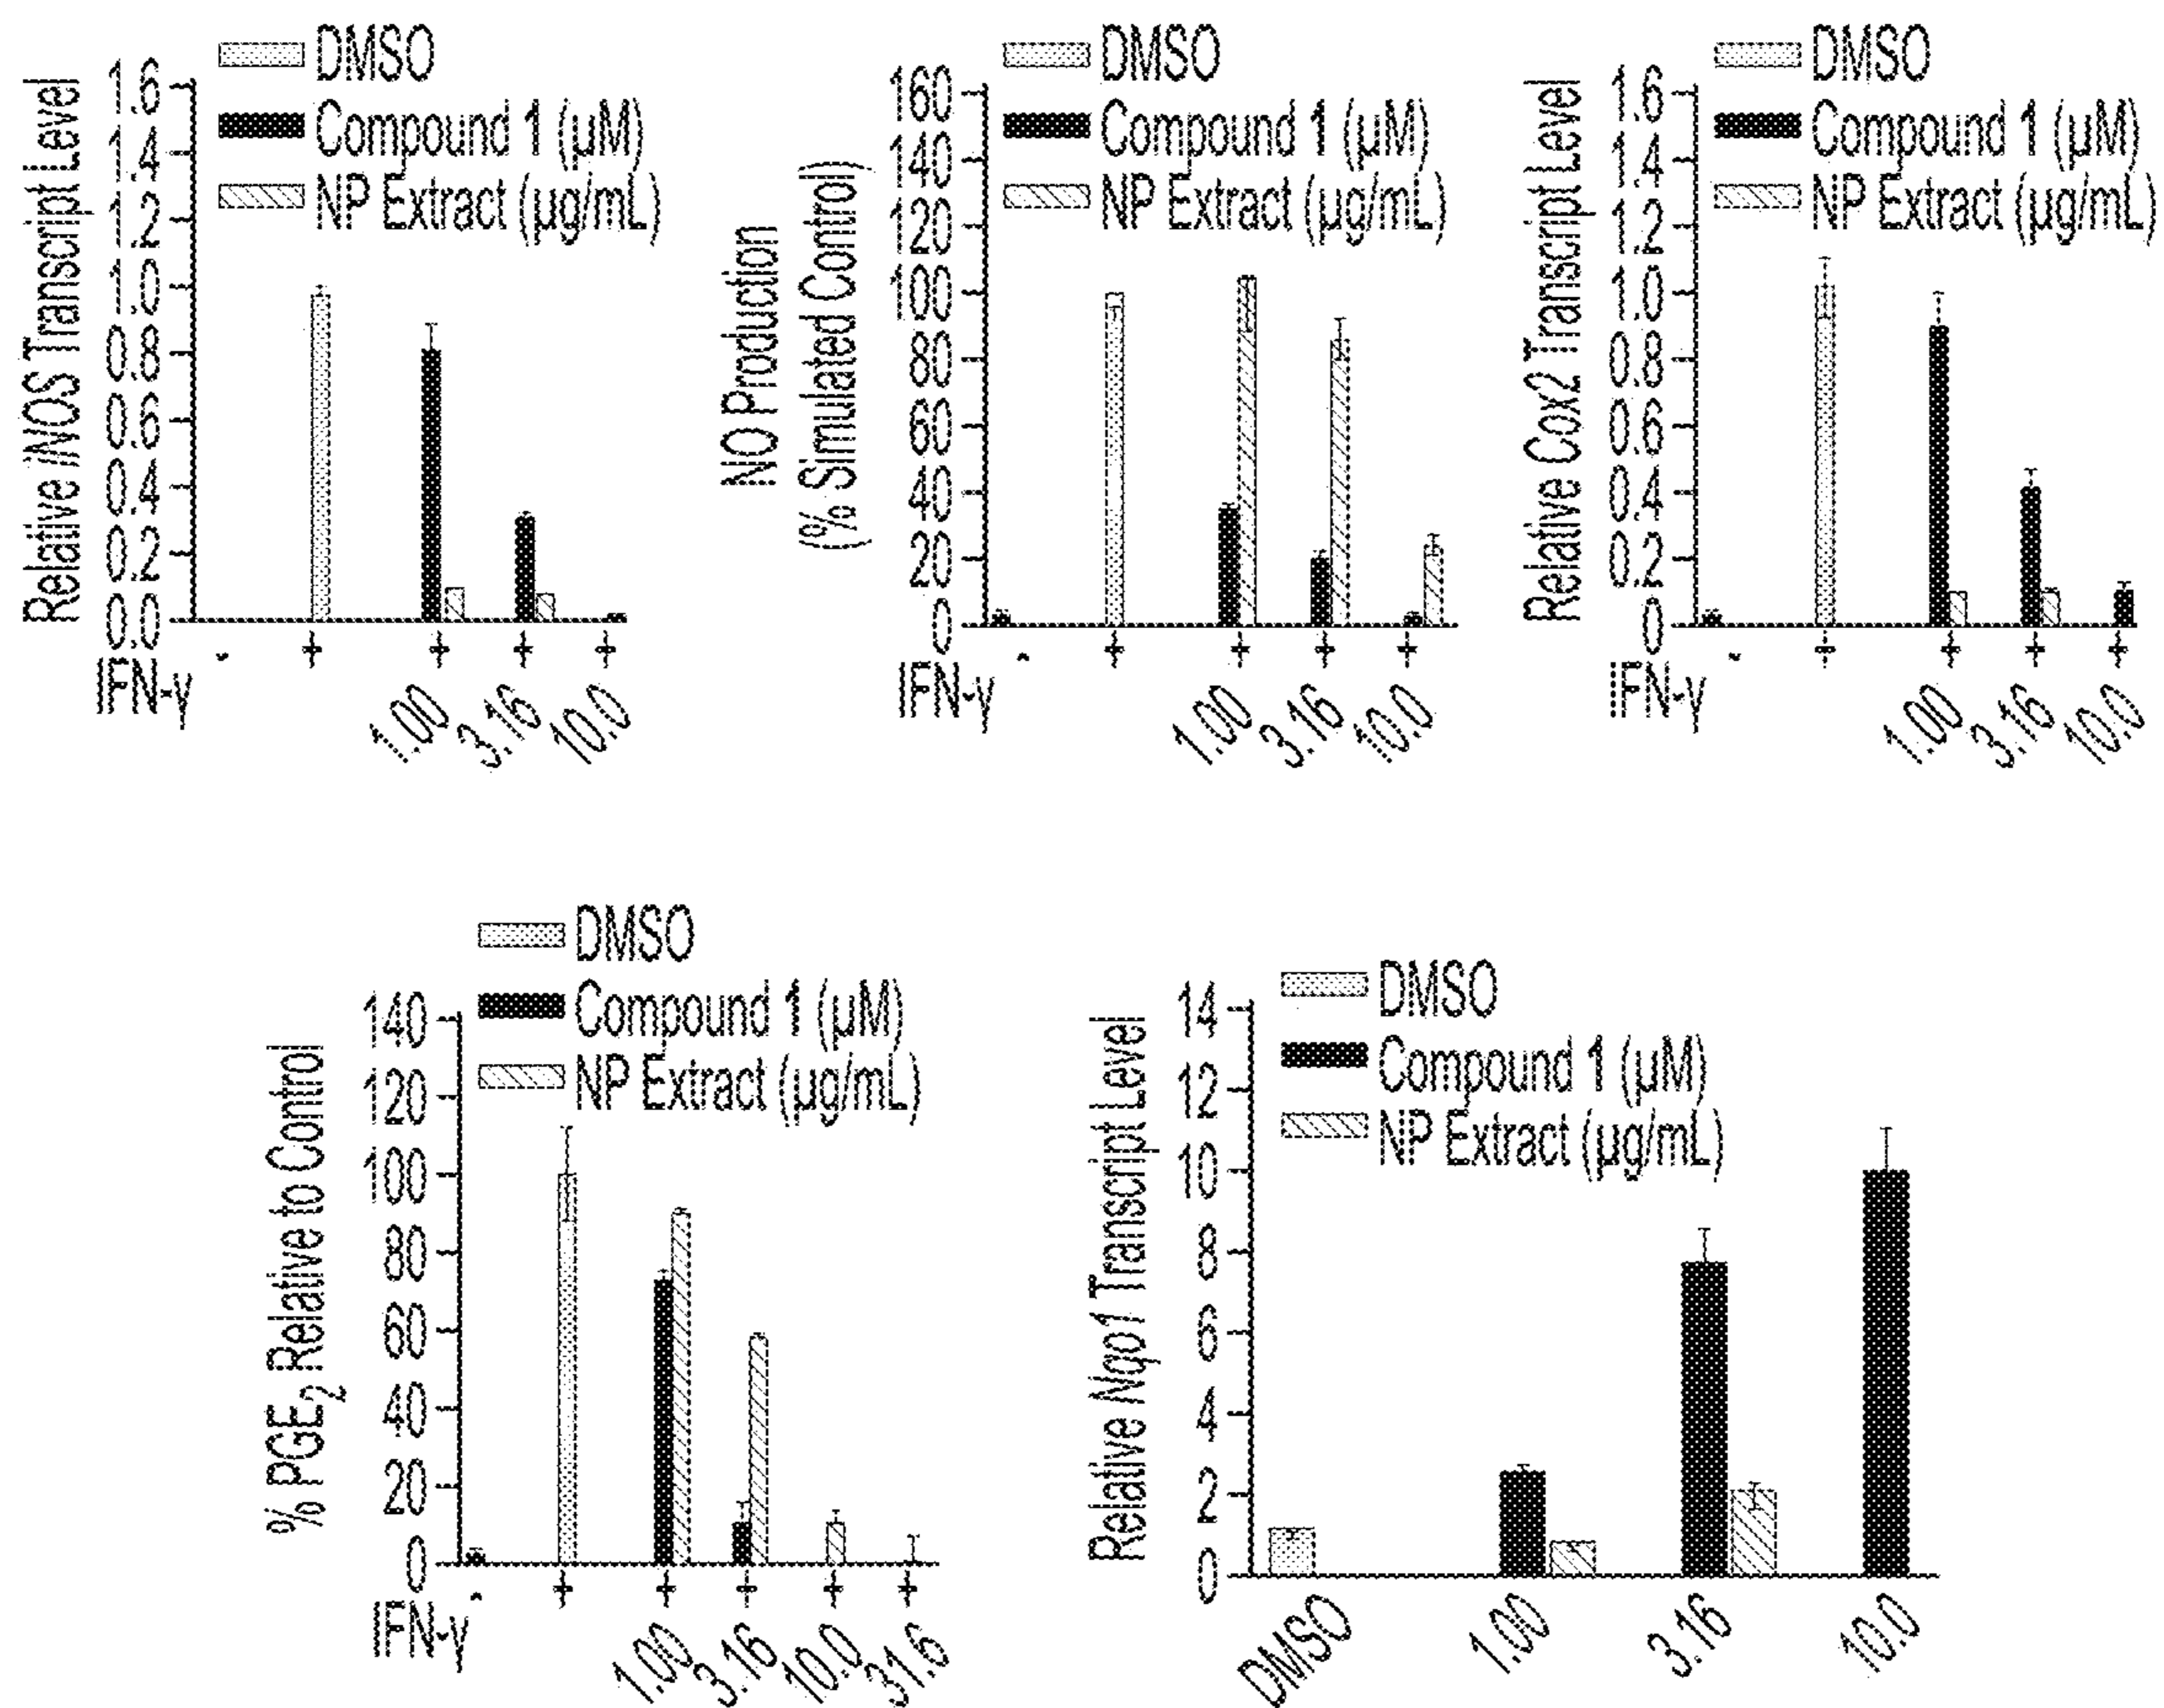 DMSO
Compound 1 (µM)
NP Extract (µg/mL)
Relative iNOS Transcript Level
1.6
1.4
1.2
1.0
0.8
0.6
0.4
0.2
0.0
IFN-γ - + + + +
1.00 3.16 10.0
DMSO
Compound 1 (µM)
NP Extract (µg/mL)
NO Production
(% Simulated Control)
160
140
120
100
80
60
40
20
0
IFN-γ - + + + +
1.00 3.16 10.0
DMSO
Compound 1 (µM)
NP Extract (µg/mL)
Relative Cox2 Transcript Level
1.6
1.4
1.2
1.0
0.8
0.6
0.4
0.2
0
IFN-γ - + + + +
1.00 3.16 10.0
DMSO
Compound 1 (µM)
NP Extract (µg/mL)
% PGE₂ Relative to Control
140
120
100
80
60
40
20
0
IFN-γ - + + + + +
1.00 3.16 10.0 31.6
DMSO
Compound 1 (µM)
NP Extract (µg/mL)
Relative Nqo1 Transcript Level
14
12
10
8
6
4
2
0
DMSO 1.00 3.16 10.0